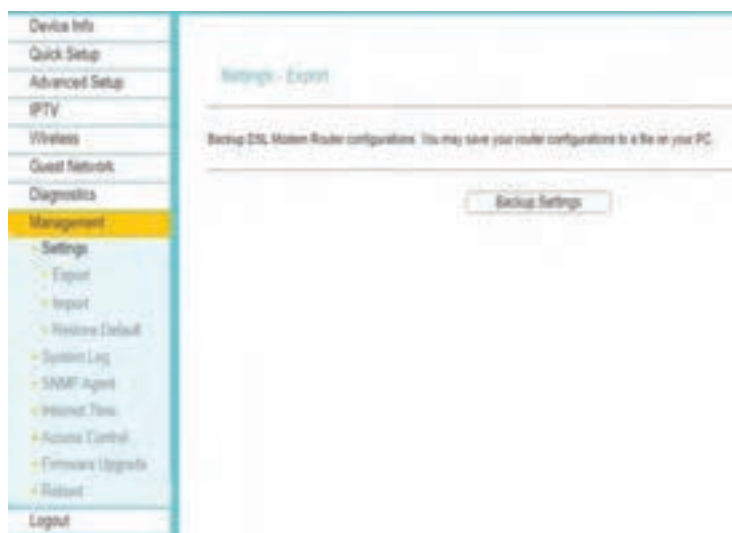 Device Info
Quick Setup
Advanced Setup
IPTV
Wireless
Guest Network
Diagnostics
Management
- Settings
- Export
- Import
- Restore Default
- System Log
- SNMP Agent
- Internet Time
- Access Control
- Firmware Upgrade
- Reboot
Logout
Settings - Export
Backup DSL Modem Router configurations. You may save your router configurations to a file on your PC.
Backup Settings